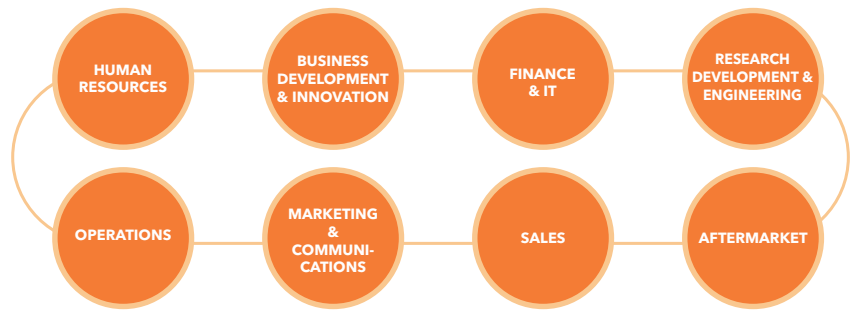 HUMAN
RESOURCES
BUSINESS
DEVELOPMENT
& INNOVATION
FINANCE
& IT
RESEARCH
DEVELOPMENT &
ENGINEERING
OPERATIONS
MARKETING
&
COMMUNI-
CATIONS
SALES
AFTERMARKET